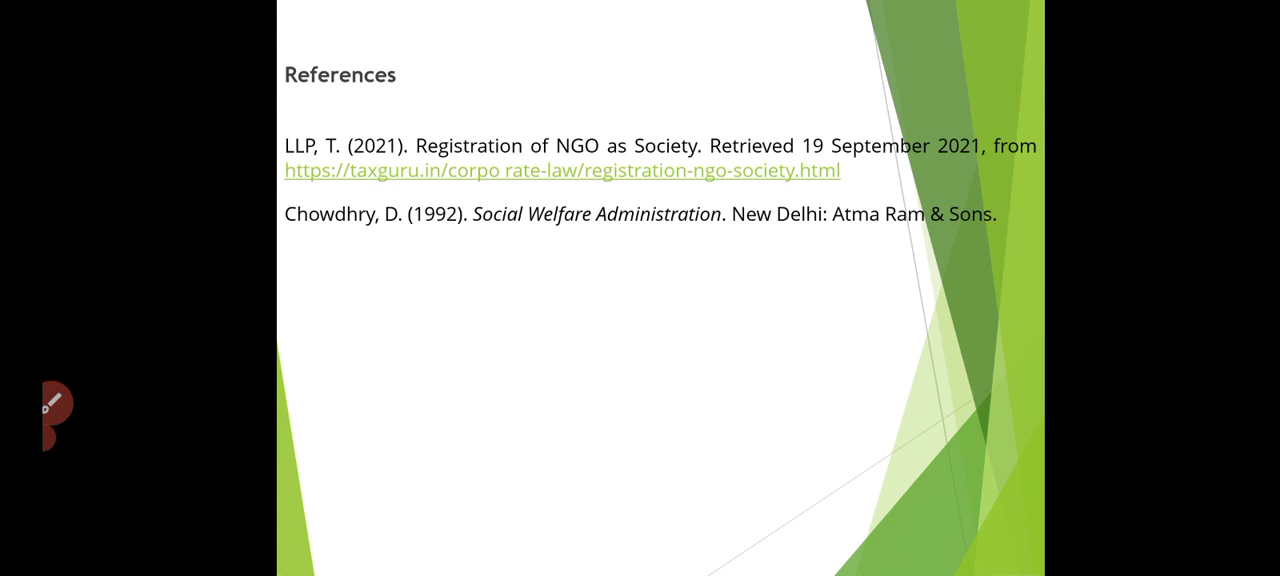 References
LLP, T. (2021). Registration of NGO as Society. Retrieved 19 September 2021, from
https://taxguru.in/corpo rate-law/registration-ngo-society.html
Chowdhry, D. (1992). Social Welfare Administration. New Delhi: Atma Ram & Sons.